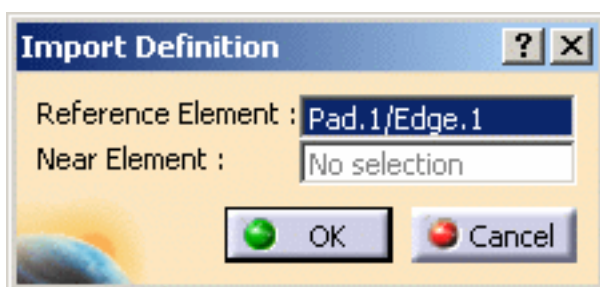 Import Definition ? X
Reference Element : Pad.1/Edge.1
Near Element : No selection
OK Cancel